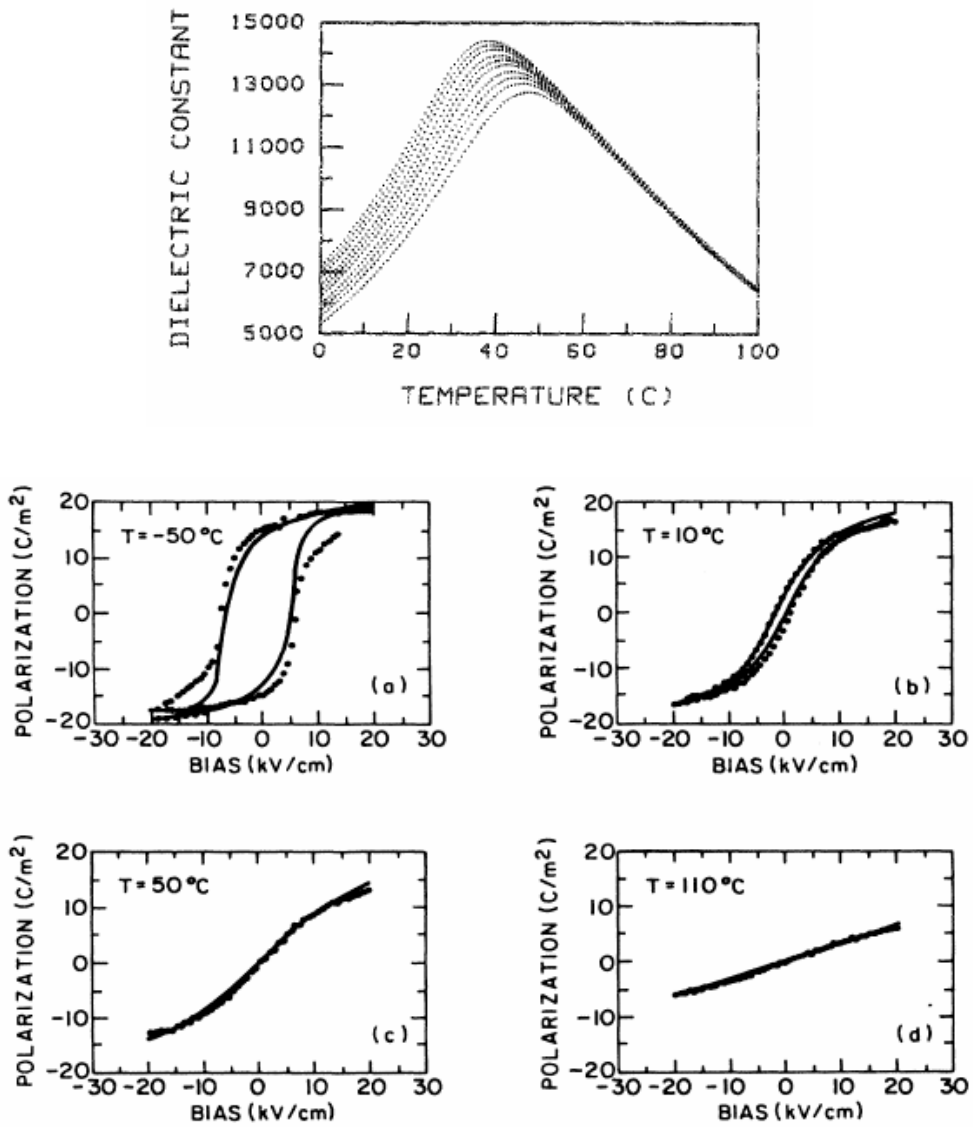 DIELECTRIC CONSTANT
15000
13000
11000
9000
7000
5000
0 20 40 60 80 100
TEMPERATURE (C)
POLARIZATION (C/m²)
20
10
0
-10
-20
T = -50 °C
(a)
-30 -20 -10 0 10 20 30
BIAS (kV/cm)
POLARIZATION (C/m²)
20
10
0
-10
-20
T = 10 °C
(b)
-30 -20 -10 0 10 20 30
BIAS (kV/cm)
POLARIZATION (C/m²)
20
10
0
-10
-20
T = 50 °C
(c)
-30 -20 -10 0 10 20 30
BIAS (kV/cm)
POLARIZATION (C/m²)
20
10
0
-10
-20
T = 110 °C
(d)
-30 -20 -10 0 10 20 30
BIAS (kV/cm)